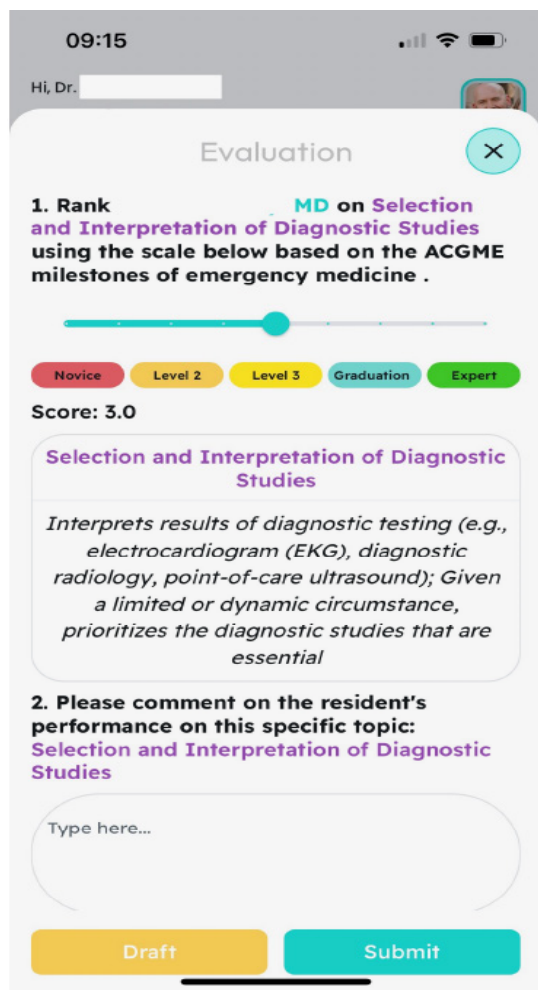 09:15
Hi, Dr.
Evaluation
1. Rank MD on Selection
and Interpretation of Diagnostic Studies
using the scale below based on the ACGME
milestones of emergency medicine .
Novice Level 2 Level 3 Graduation Expert
Score: 3.0
Selection and Interpretation of Diagnostic
Studies
Interprets results of diagnostic testing (e.g.,
electrocardiogram (EKG), diagnostic
radiology, point-of-care ultrasound); Given
a limited or dynamic circumstance,
prioritizes the diagnostic studies that are
essential
2. Please comment on the resident's
performance on this specific topic:
Selection and Interpretation of Diagnostic
Studies
Type here...
Draft Submit